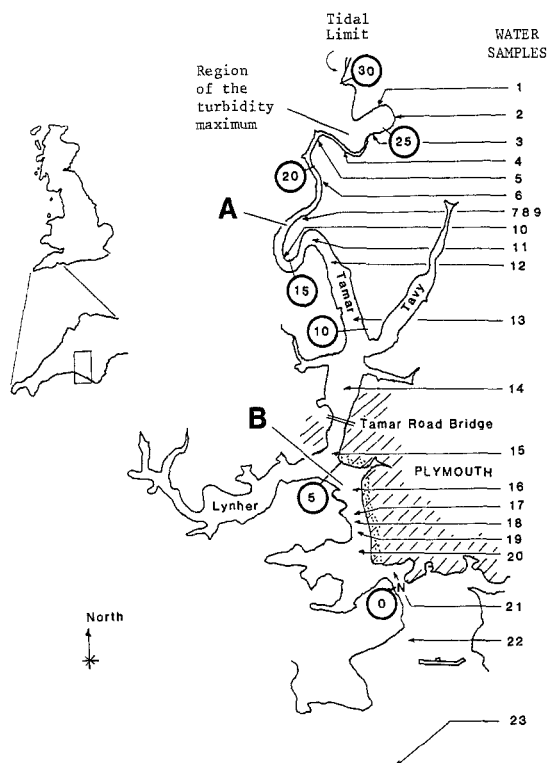 Tidal
Limit
WATER
SAMPLES
30
Region
of the
turbidity
maximum
1
2
25
3
4
5
20
6
A
7 8 9
10
11
12
15
Tamar
Tavy
10
13
14
B
Tamar Road Bridge
15
PLYMOUTH
16
5
Lynher
17
18
19
20
North
0
N
21
22
23